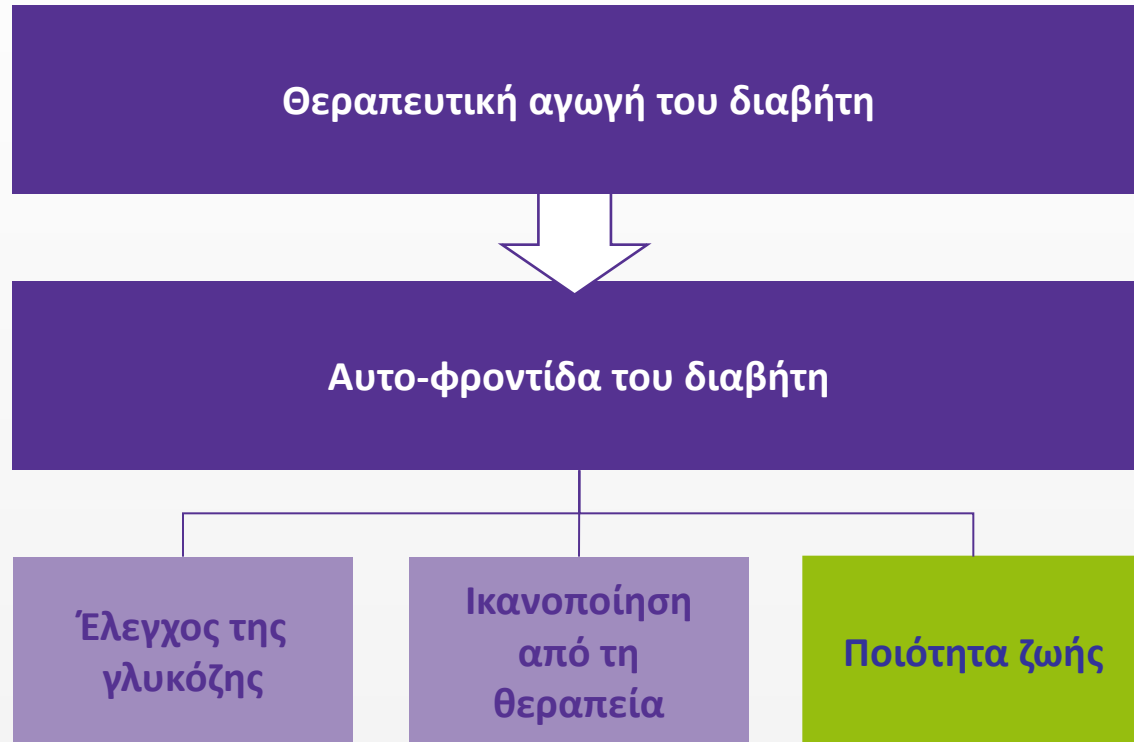 Θεραπευτική αγωγή του διαβήτη
Αυτο-φροντίδα του διαβήτη
Έλεγχος της
γλυκόζης
Ικανοποίηση
από τη
θεραπεία
Ποιότητα ζωής